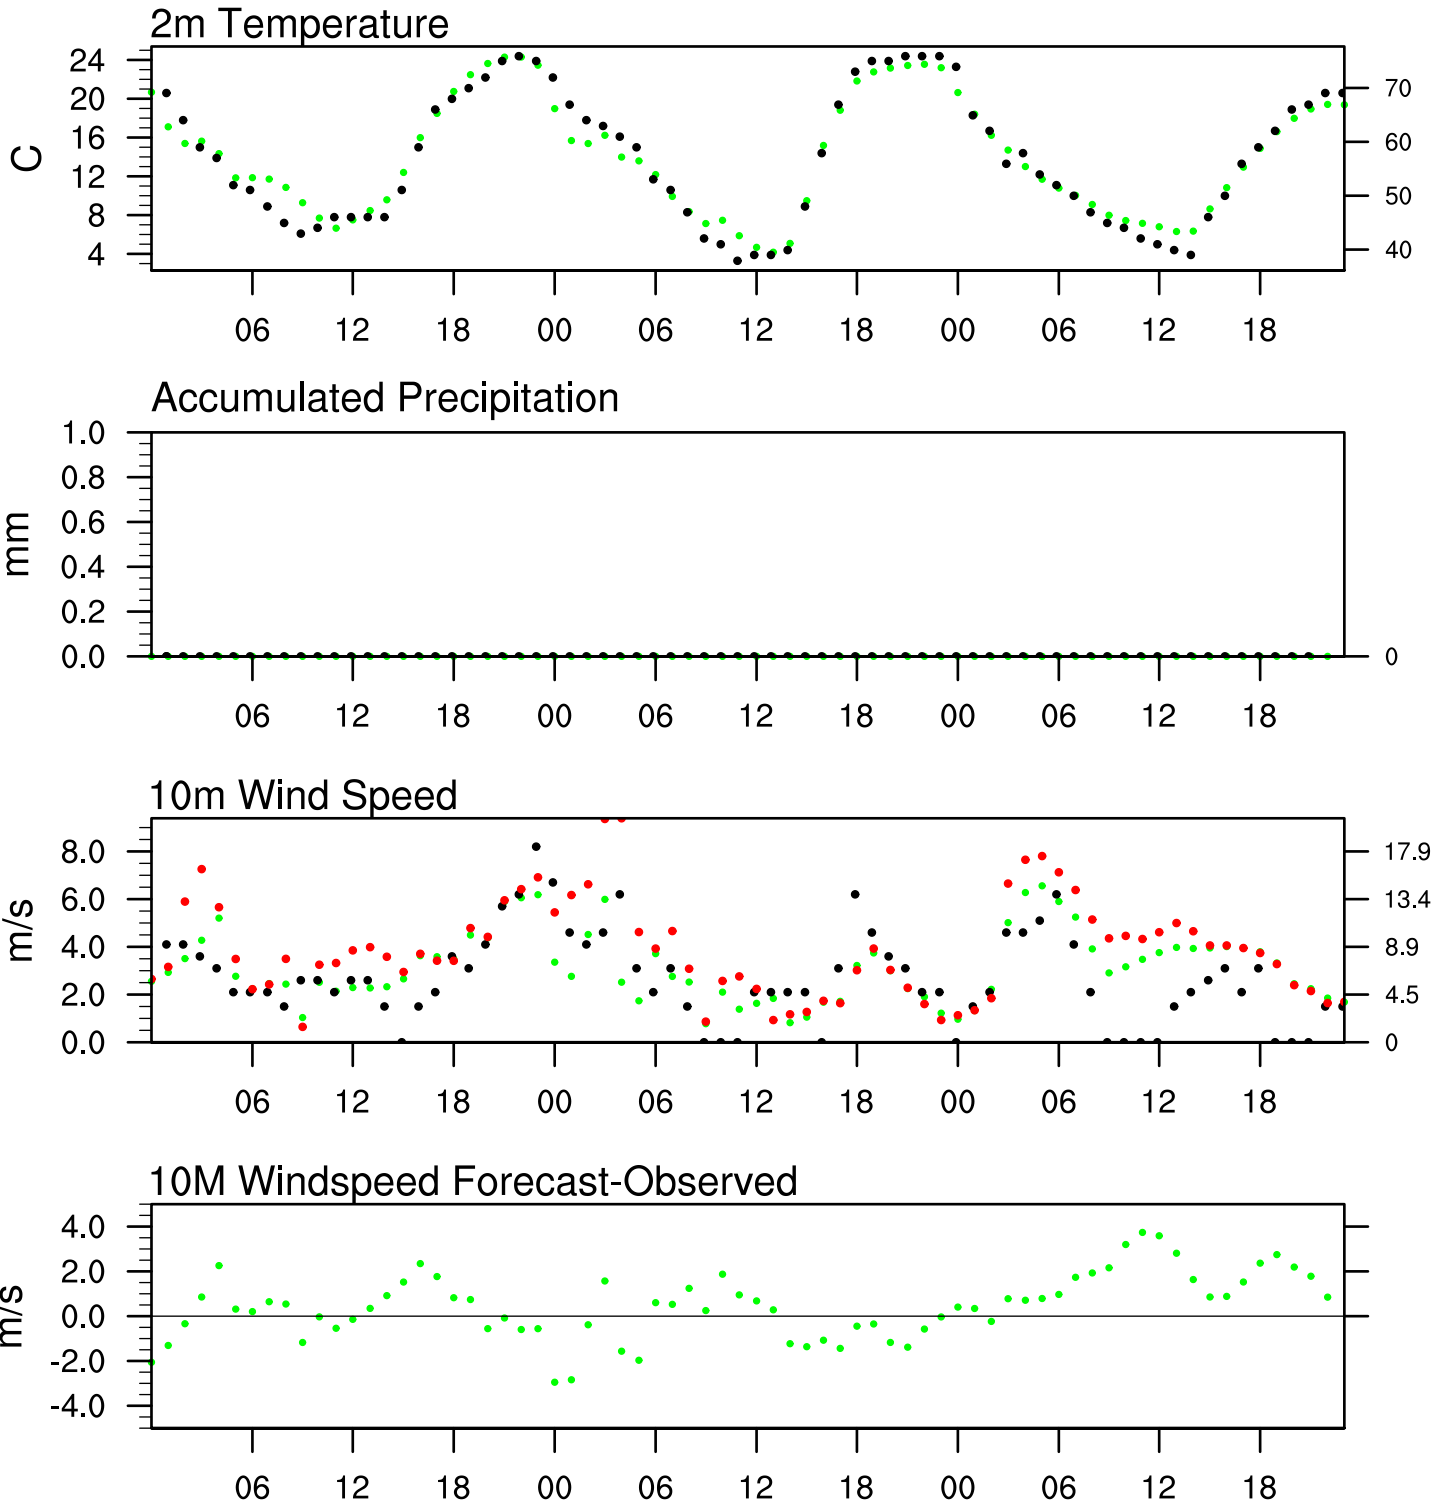 2m Temperature
24
20
16
12
8
4
C
70
60
50
40
06 12 18 00 06 12 18 00 06 12 18
Accumulated Precipitation
1.0
0.8
0.6
0.4
0.2
0.0
mm
0
06 12 18 00 06 12 18 00 06 12 18
10m Wind Speed
8.0
6.0
4.0
2.0
0.0
m/s
17.9
13.4
8.9
4.5
0
06 12 18 00 06 12 18 00 06 12 18
10M Windspeed Forecast-Observed
4.0
2.0
0.0
-2.0
-4.0
m/s
06 12 18 00 06 12 18 00 06 12 18